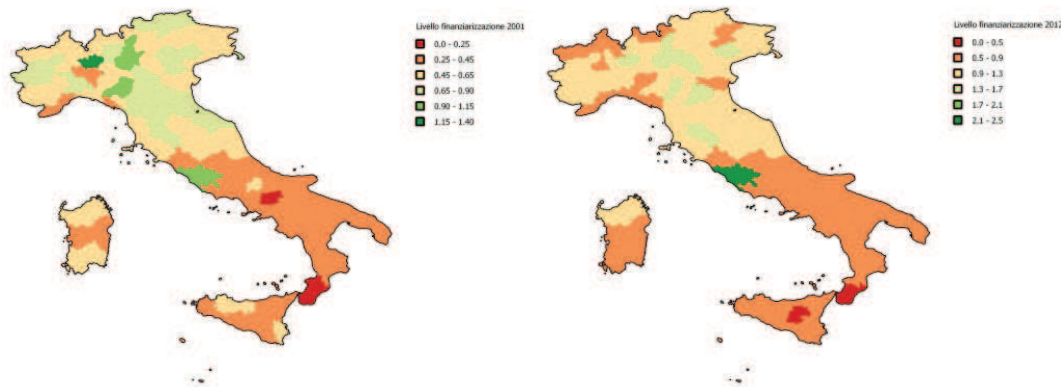 Livello finanziarizzazione 2001
0.0 - 0.25
0.25 - 0.45
0.45 - 0.65
0.65 - 0.90
0.90 - 1.15
1.15 - 1.40
Livello finanziarizzazione 2012
0.0 - 0.5
0.5 - 0.9
0.9 - 1.3
1.3 - 1.7
1.7 - 2.1
2.1 - 2.5